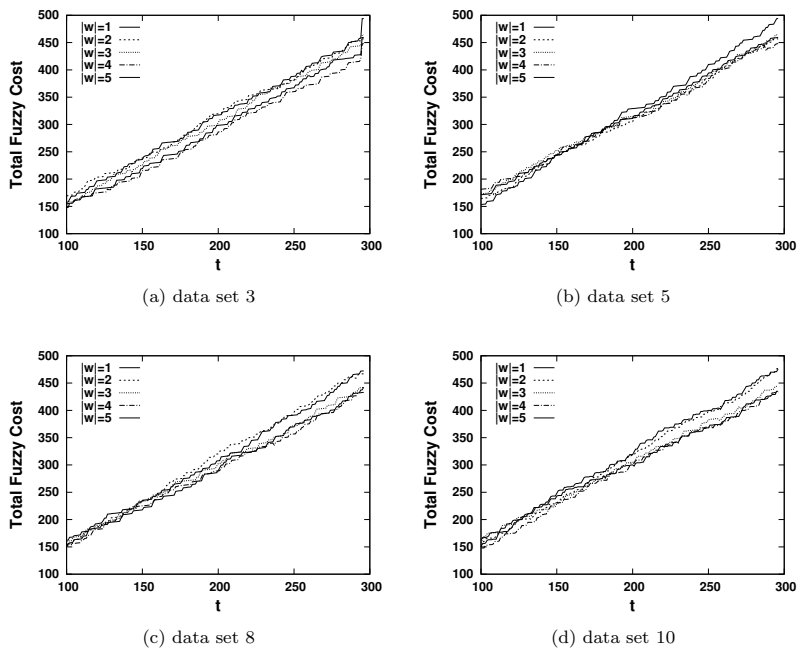 500
450
400
350
300
250
200
150
100
Total Fuzzy Cost
|w|=1
|w|=2
|w|=3
|w|=4
|w|=5
100 150 200 250 300
t
(a) data set 3
500
450
400
350
300
250
200
150
100
Total Fuzzy Cost
|w|=1
|w|=2
|w|=3
|w|=4
|w|=5
100 150 200 250 300
t
(b) data set 5
500
450
400
350
300
250
200
150
100
Total Fuzzy Cost
|w|=1
|w|=2
|w|=3
|w|=4
|w|=5
100 150 200 250 300
t
(c) data set 8
500
450
400
350
300
250
200
150
100
Total Fuzzy Cost
|w|=1
|w|=2
|w|=3
|w|=4
|w|=5
100 150 200 250 300
t
(d) data set 10